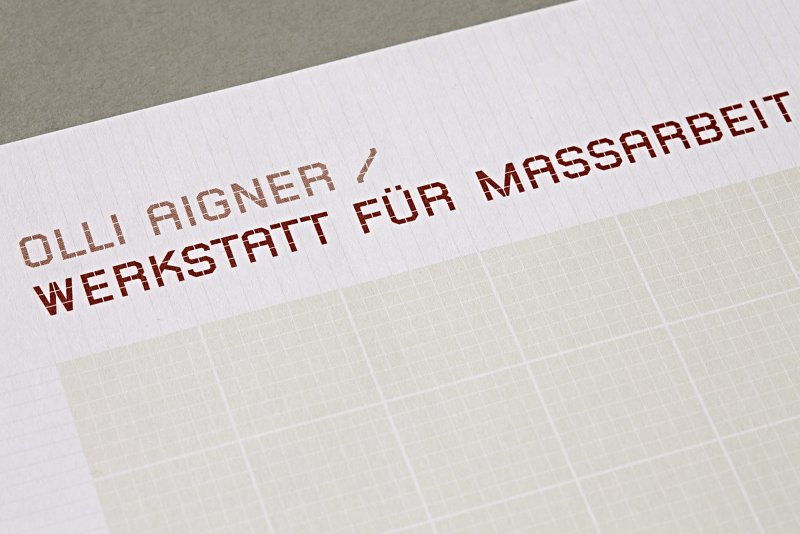 OLLI AIGNER /
WERKSTATT FÜR MASSARBEIT